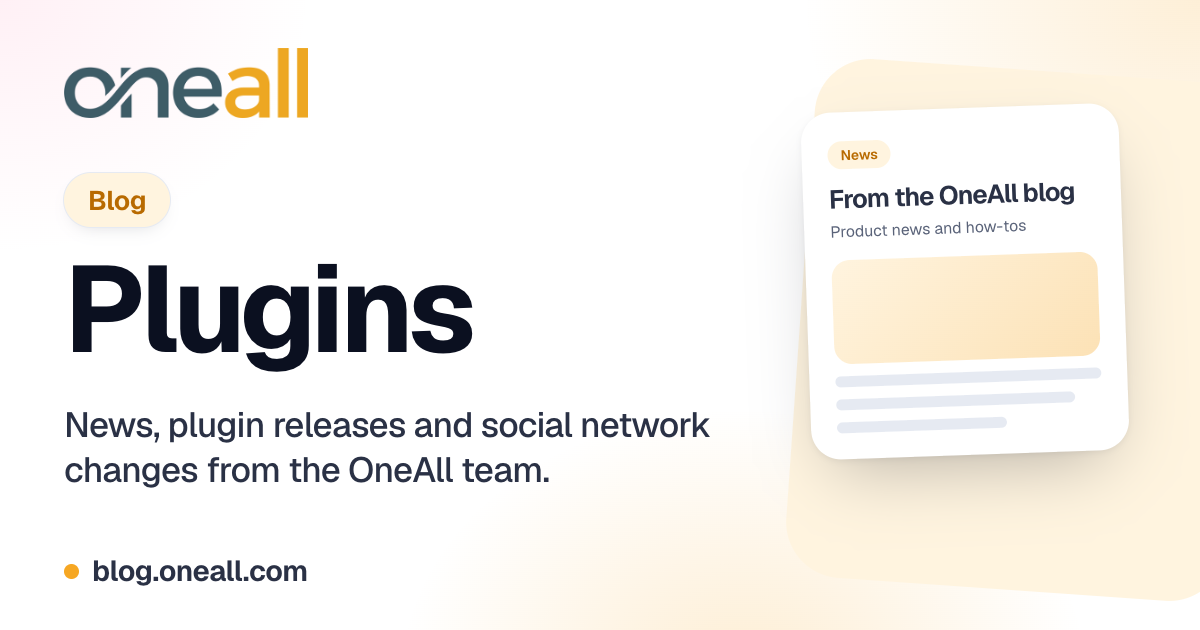 oneall
Blog
Plugins
News, plugin releases and social network
changes from the OneAll team.
blog.oneall.com
News
From the OneAll blog
Product news and how-tos